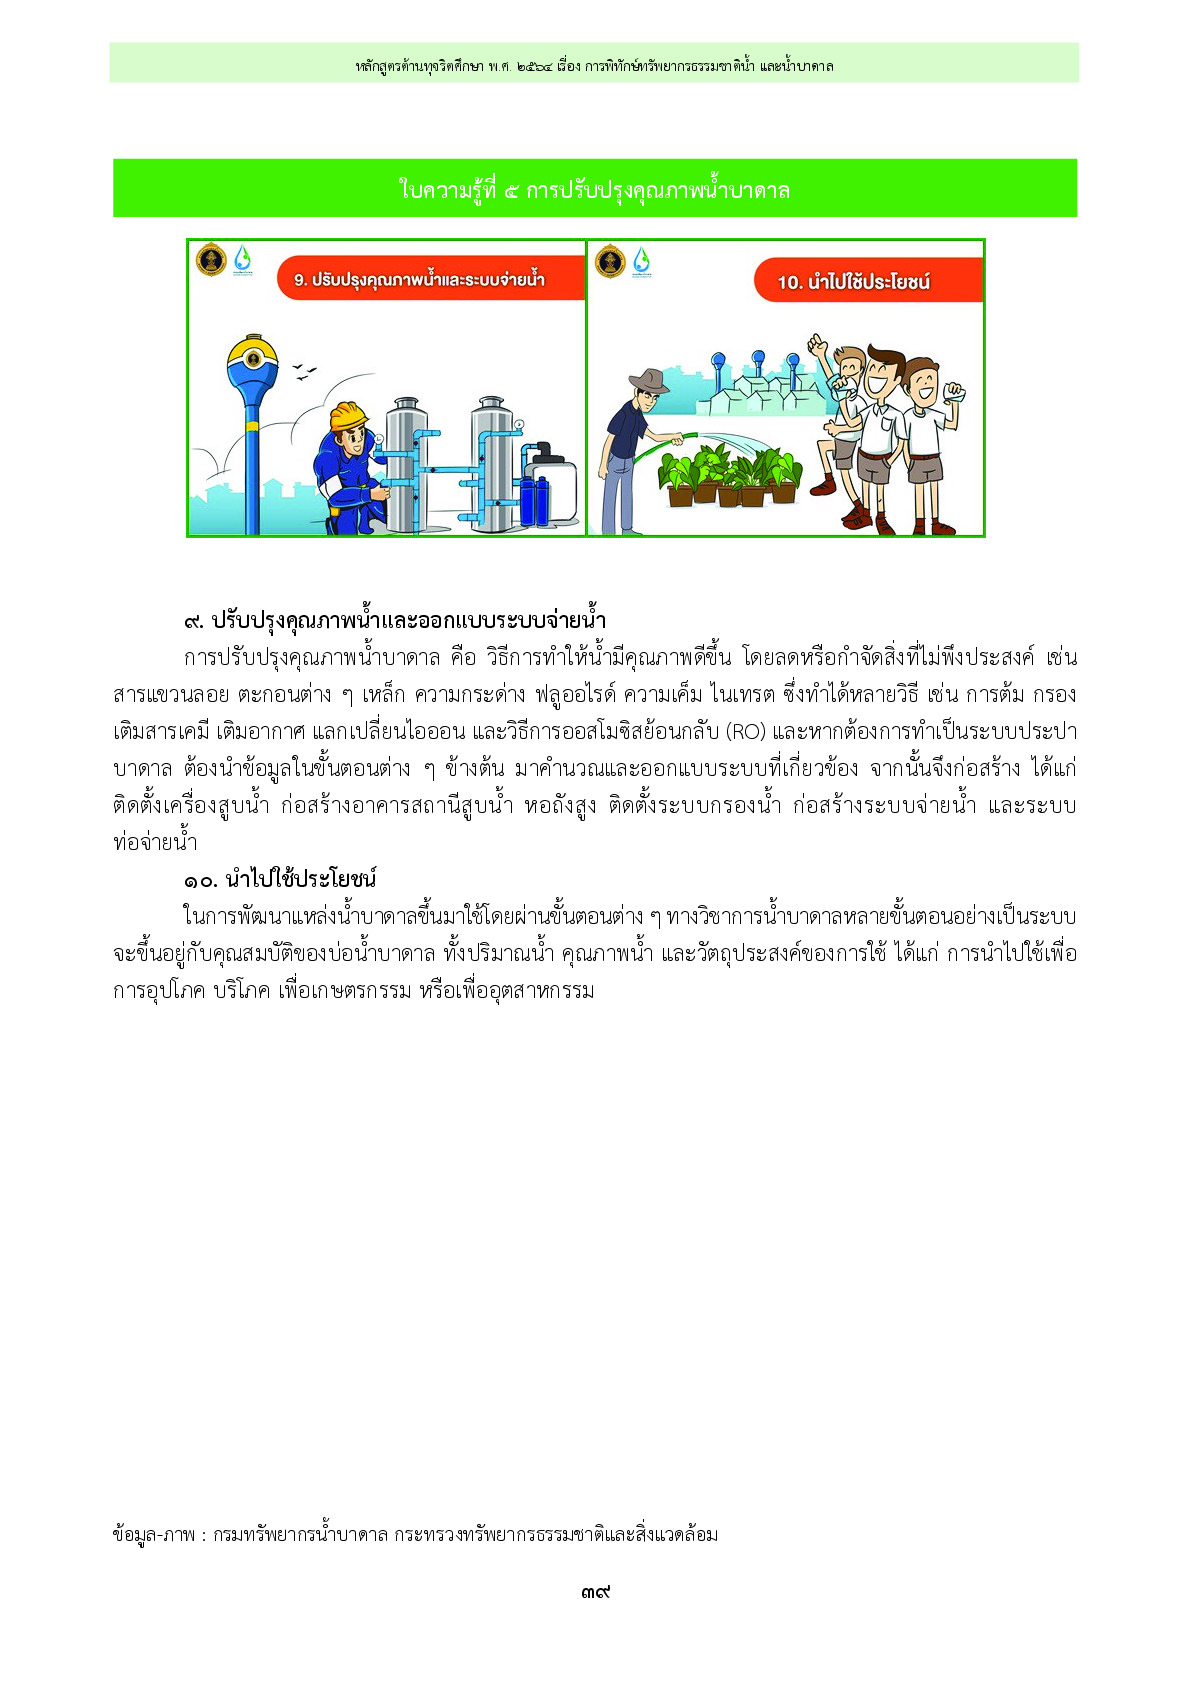 หลักสูตรต้านทุจริตศึกษา พ.ศ. ๒๕๖๔ เรื่อง การพิทักษ์ทรัพยากรธรรมชาติน้ำ และน้ำบาดาล
ใบความรู้ที่ ๕ การปรับปรุงคุณภาพน้ำบาดาล
9. ปรับปรุงคุณภาพน้ำและระบบจ่ายน้ำ
10. นำไปใช้ประโยชน์
๙. ปรับปรุงคุณภาพน้ำและออกแบบระบบจ่ายน้ำ
การปรับปรุงคุณภาพน้ำบาดาล คือ วิธีการทำให้น้ำมีคุณภาพดีขึ้น โดยลดหรือกำจัดสิ่งที่ไม่พึงประสงค์ เช่น
สารแขวนลอย ตะกอนต่าง ๆ เหล็ก ความกระด่าง ฟลูออไรด์ ความเค็ม ไนเทรต ซึ่งทำได้หลายวิธี เช่น การต้ม กรอง
เติมสารเคมี เติมอากาศ แลกเปลี่ยนไอออน และวิธีการออสโมซิสย้อนกลับ (RO) และหากต้องการทำเป็นระบบประปา
บาดาล ต้องนำข้อมูลในขั้นตอนต่าง ๆ ข้างต้น มาคำนวณและออกแบบระบบที่เกี่ยวข้อง จากนั้นจึงก่อสร้าง ได้แก่
ติดตั้งเครื่องสูบน้ำ ก่อสร้างอาคารสถานีสูบน้ำ หอถังสูง ติดตั้งระบบกรองน้ำ ก่อสร้างระบบจ่ายน้ำ และระบบ
ท่อจ่ายน้ำ
๑๐. นำไปใช้ประโยชน์
ในการพัฒนาแหล่งน้ำบาดาลขึ้นมาใช้โดยผ่านขั้นตอนต่าง ๆ ทางวิชาการน้ำบาดาลหลายขั้นตอนอย่างเป็นระบบ
จะขึ้นอยู่กับคุณสมบัติของบ่อน้ำบาดาล ทั้งปริมาณน้ำ คุณภาพน้ำ และวัตถุประสงค์ของการใช้ ได้แก่ การนำไปใช้เพื่อ
การอุปโภค บริโภค เพื่อเกษตรกรรม หรือเพื่ออุตสาหกรรม
ข้อมูล-ภาพ : กรมทรัพยากรน้ำบาดาล กระทรวงทรัพยากรธรรมชาติและสิ่งแวดล้อม
๓๙